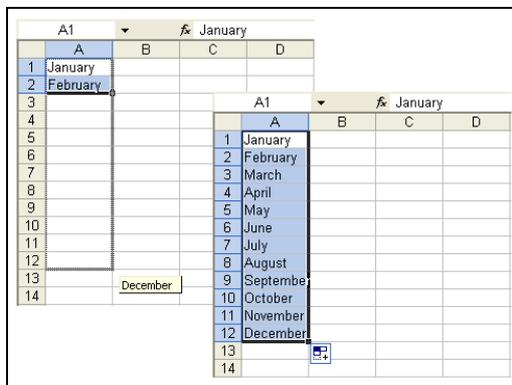 A1 fx January
A B C D
1 January
2 February
3
4
5
6
7
8
9
10
11
12
13
14
December
A1 fx January
A B C D
1 January
2 February
3 March
4 April
5 May
6 June
7 July
8 August
9 September
10 October
11 November
12 December
13
14